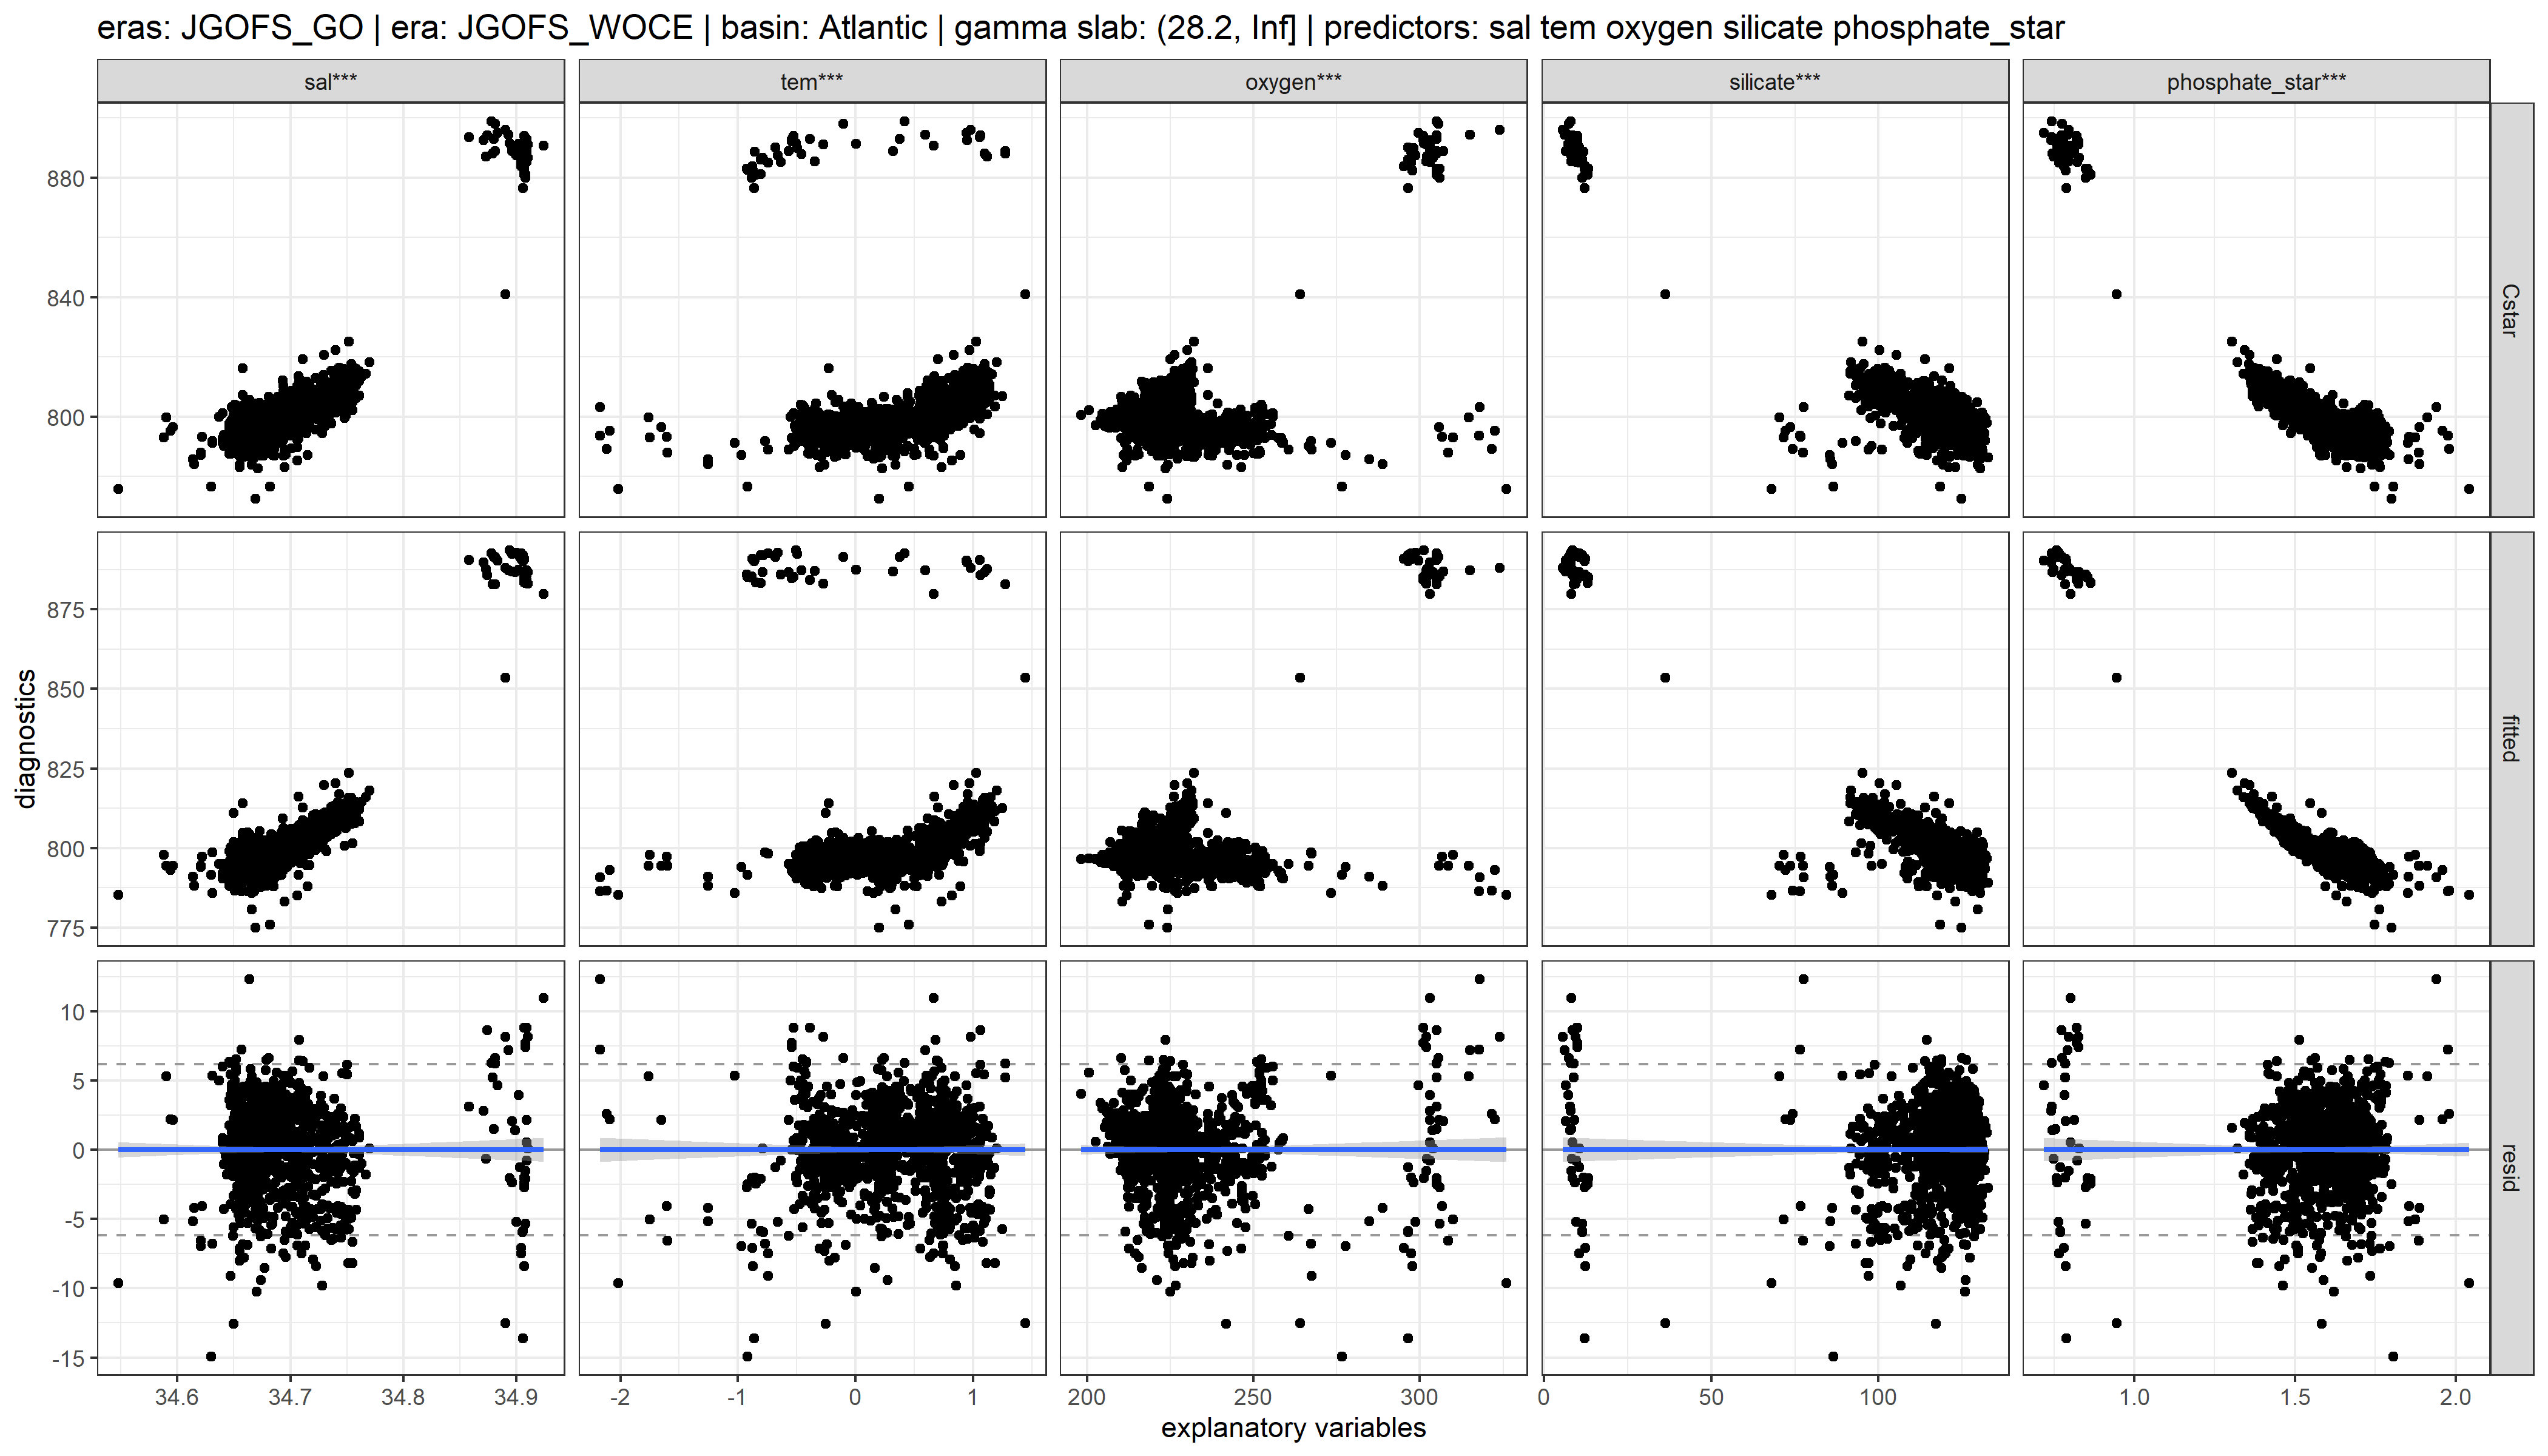 eras: JGOFS_GO | era: JGOFS_WOCE | basin: Atlantic | gamma slab: (28.2, Inf] | predictors: sal tem oxygen silicate phosphate_star
sal***
tem***
oxygen***
silicate***
phosphate_star***
880
840
800
Cstar
875
850
825
800
775
fitted
10
5
0
-5
-10
-15
resid
diagnostics
34.6 34.7 34.8 34.9
-2 -1 0 1
200 250 300
0 50 100
1.0 1.5 2.0
explanatory variables